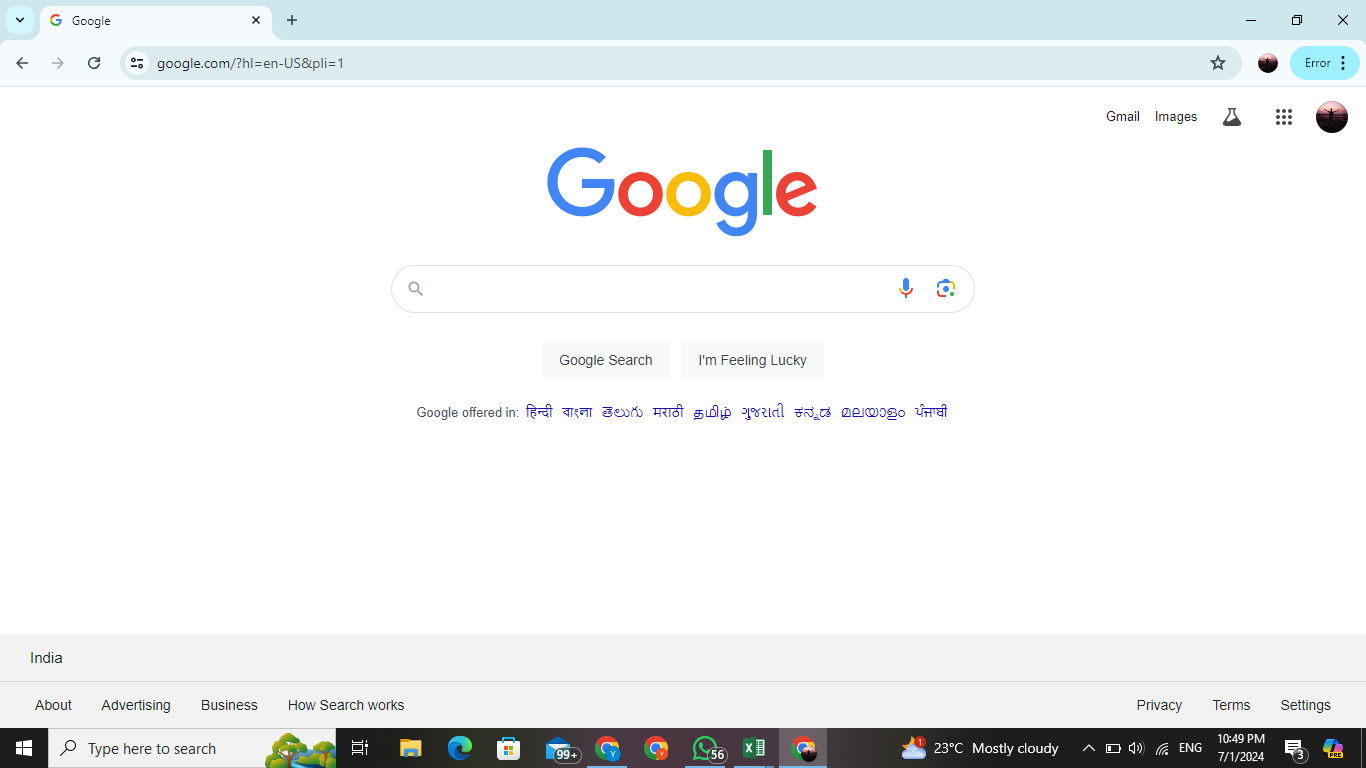 Google
google.com/?hl=en-US&pli=1
Error
Gmail Images
Google
Google Search I'm Feeling Lucky
Google offered in: हिन्दी বাংলা తెలుగు मराठी தமிழ் ગુજરાતી ಕನ್ನಡ മലയാളം ਪੰਜਾਬੀ
India
About Advertising Business How Search works Privacy Terms Settings
Type here to search 99+ Y Y 56 1 23°C Mostly cloudy ENG 10:49 PM 3 PRE
7/1/2024